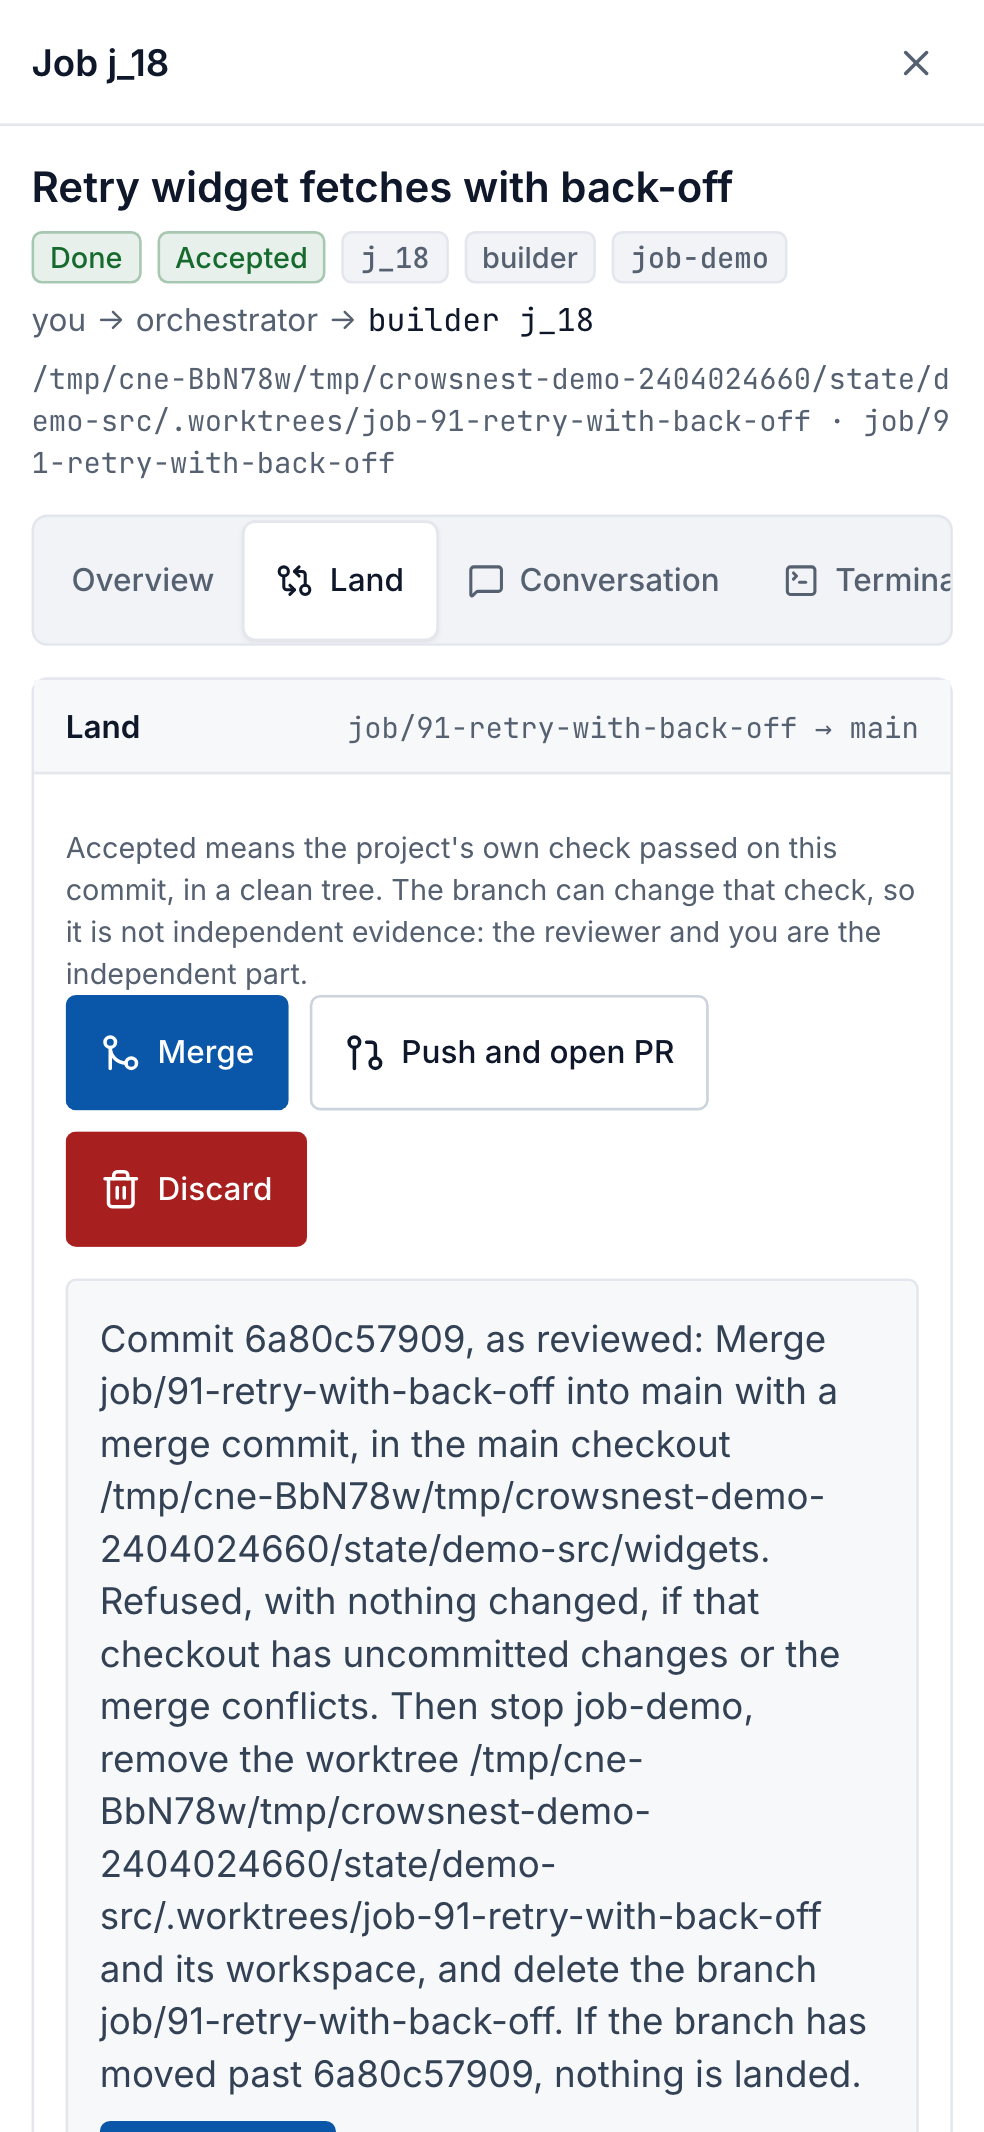 Job j_18
Retry widget fetches with back-off
Done Accepted j_18 builder job-demo
you → orchestrator → builder j_18
/tmp/cne-BbN78w/tmp/crowsnest-demo-2404024660/state/d
emo-src/.worktrees/job-91-retry-with-back-off · job/9
1-retry-with-back-off
Overview Land Conversation Termina
Land job/91-retry-with-back-off → main
Accepted means the project's own check passed on this
commit, in a clean tree. The branch can change that check, so
it is not independent evidence: the reviewer and you are the
independent part.
Merge Push and open PR
Discard
Commit 6a80c57909, as reviewed: Merge
job/91-retry-with-back-off into main with a
merge commit, in the main checkout
/tmp/cne-BbN78w/tmp/crowsnest-demo-
2404024660/state/demo-src/widgets.
Refused, with nothing changed, if that
checkout has uncommitted changes or the
merge conflicts. Then stop job-demo,
remove the worktree /tmp/cne-
BbN78w/tmp/crowsnest-demo-
2404024660/state/demo-
src/.worktrees/job-91-retry-with-back-off
and its workspace, and delete the branch
job/91-retry-with-back-off. If the branch has
moved past 6a80c57909, nothing is landed.